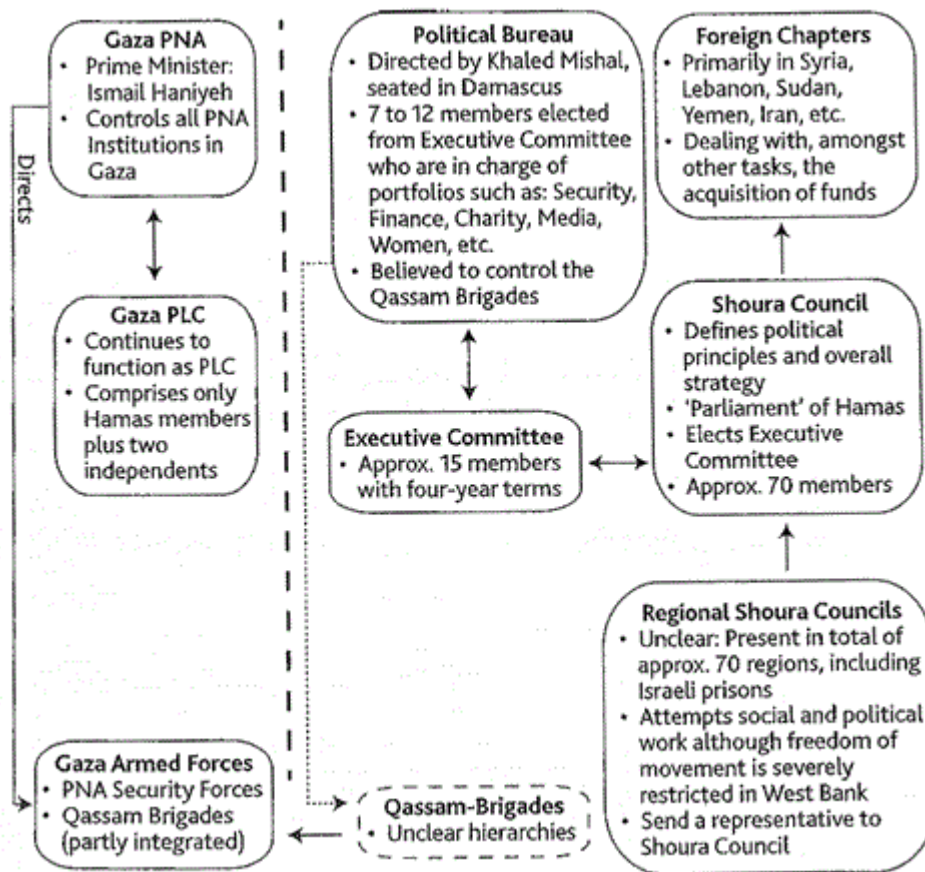 Gaza PNA
• Prime Minister:
Ismail Haniyeh
• Controls all PNA
Institutions in
Gaza
Directs
Gaza PLC
• Continues to
function as PLC
• Comprises only
Hamas members
plus two
independents
Gaza Armed Forces
• PNA Security Forces
• Qassam Brigades
(partly integrated)
Political Bureau
• Directed by Khaled Mishal,
seated in Damascus
• 7 to 12 members elected
from Executive Committee
who are in charge of
portfolios such as: Security,
Finance, Charity, Media,
Women, etc.
• Believed to control the
Qassam Brigades
Executive Committee
• Approx. 15 members
with four-year terms
Qassam-Brigades
• Unclear hierarchies
Foreign Chapters
• Primarily in Syria,
Lebanon, Sudan,
Yemen, Iran, etc.
• Dealing with, amongst
other tasks, the
acquisition of funds
Shoura Council
• Defines political
principles and overall
strategy
• 'Parliament' of Hamas
• Elects Executive
Committee
• Approx. 70 members
Regional Shoura Councils
• Unclear: Present in total of
approx. 70 regions, including
Israeli prisons
• Attempts social and political
work although freedom of
movement is severely
restricted in West Bank
• Send a representative to
Shoura Council